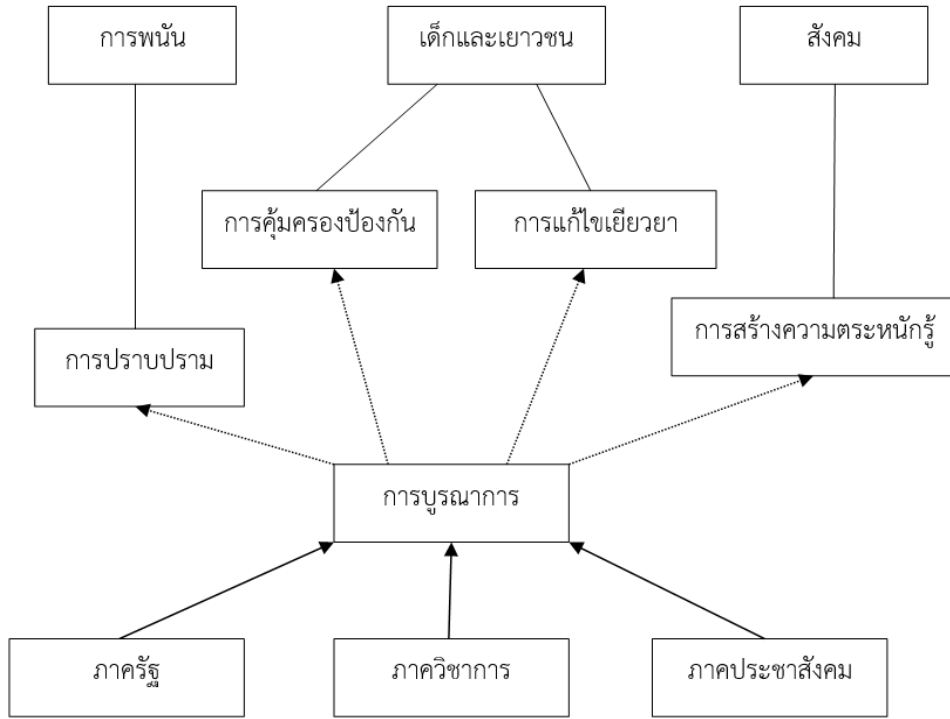 การพนัน
เด็กและเยาวชน
สังคม
การคุ้มครองป้องกัน
การแก้ไขเยียวยา
การสร้างความตระหนักรู้
การปราบปราม
การบูรณาการ
ภาครัฐ
ภาควิชาการ
ภาคประชาสังคม